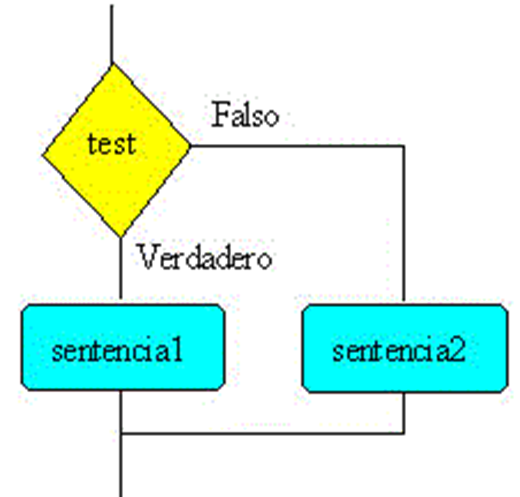 Falso
test
Verdadero
sentencia1
sentencia2